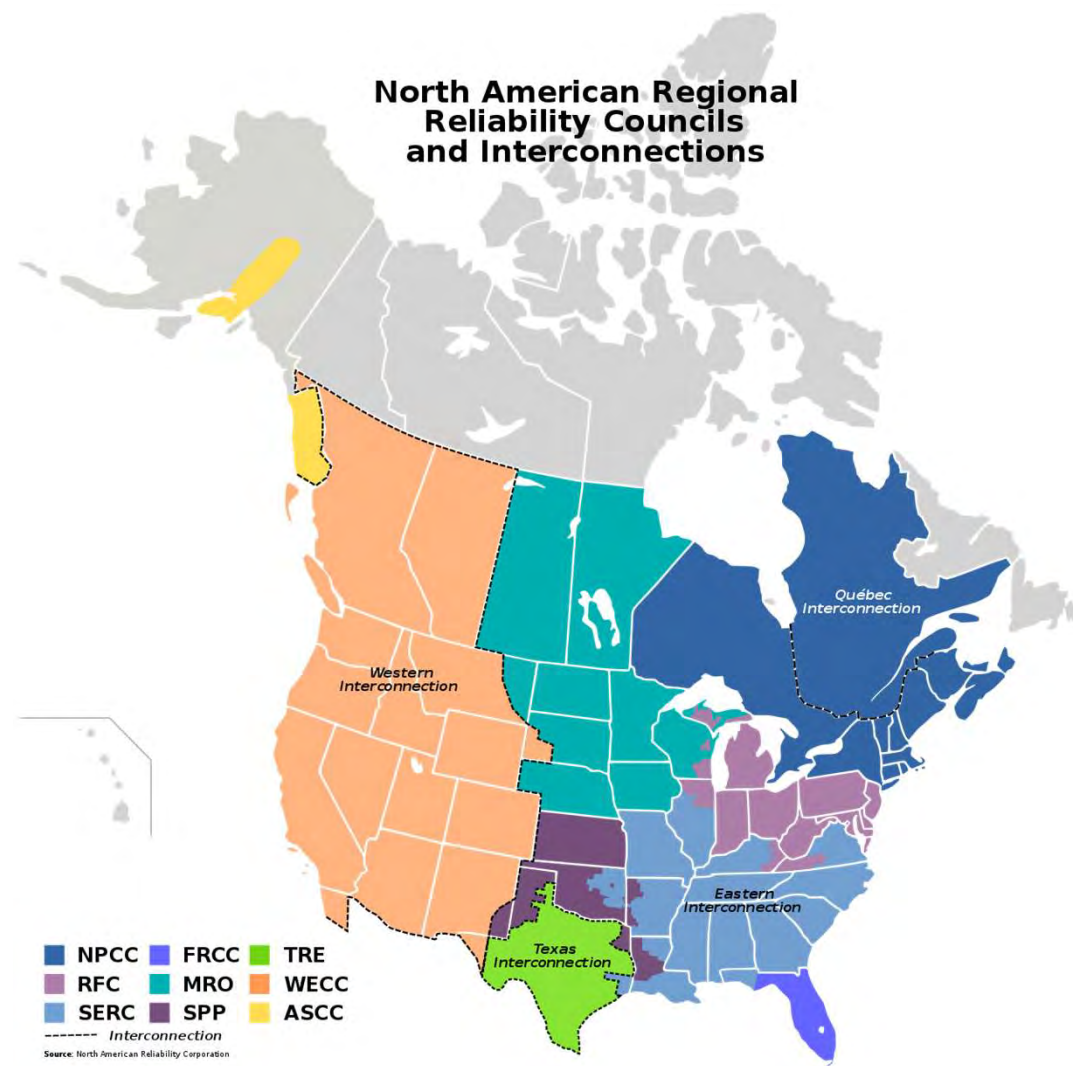 North American Regional
Reliability Councils
and Interconnections
Québec
Interconnection
Western
Interconnection
Eastern
Interconnection
Texas
Interconnection
NPCC FRCC TRE
RFC MRO WECC
SERC SPP ASCC
Interconnection
Source: North American Reliability Corporation